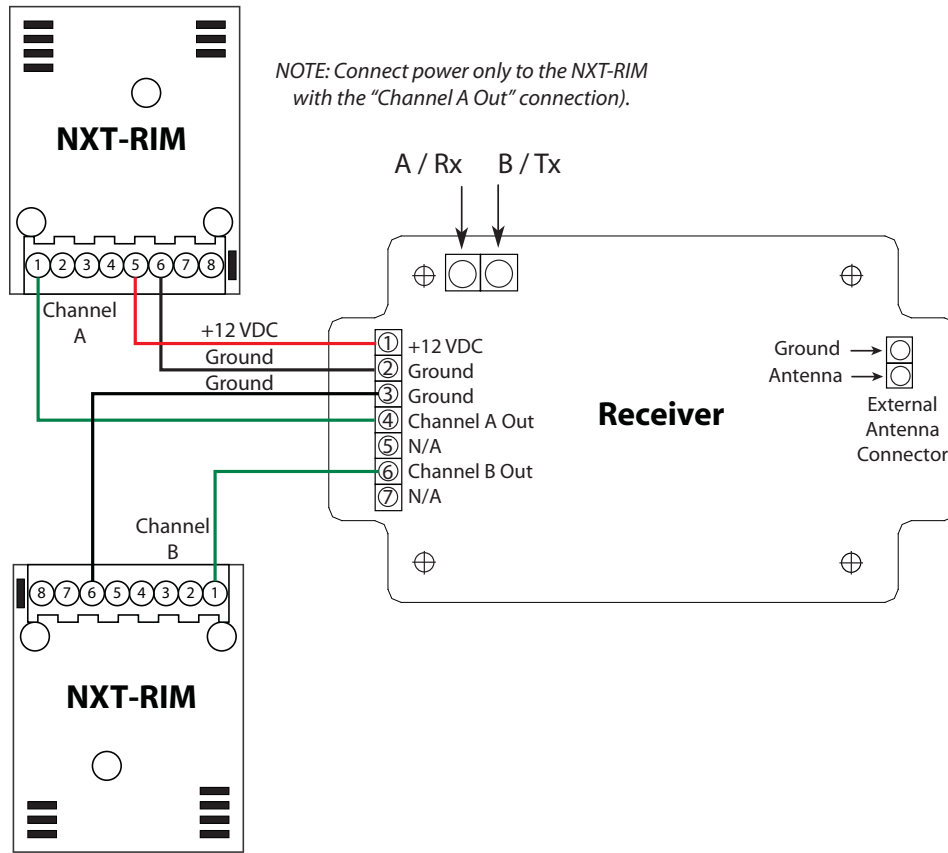 NOTE: Connect power only to the NXT-RIM
with the “Channel A Out” connection).
NXT-RIM
1 2 3 4 5 6 7 8
Channel
A
A / Rx B / Tx
+12 VDC
Ground
Ground
1 +12 VDC
2 Ground
3 Ground
4 Channel A Out
5 N/A
6 Channel B Out
7 N/A
Receiver
Ground
Antenna
External
Antenna
Connector
Channel
B
8 7 6 5 4 3 2 1
NXT-RIM